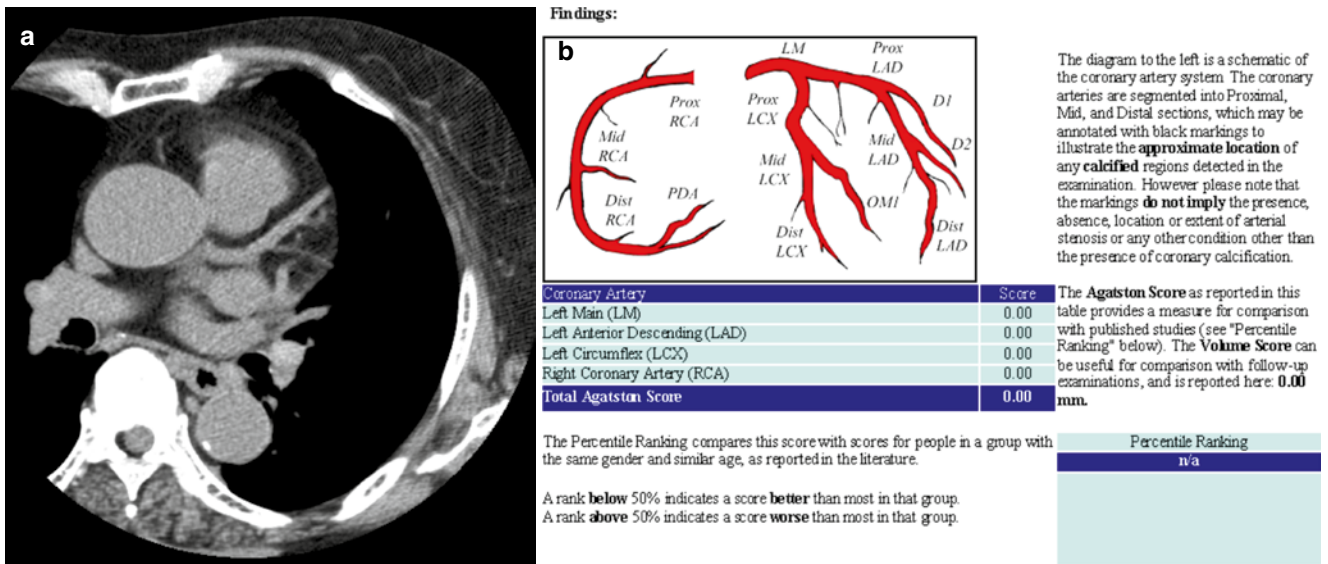 a
Findings:
b
LM
Prox
LAD
Prox
RCA
Prox
LCX
D1
Mid
RCA
Mid
LAD
D2
Mid
LCX
Dist
RCA
PDA
OM1
Dist
LCX
Dist
LAD
The diagram to the left is a schematic of
the coronary artery system. The coronary
arteries are segmented into Proximal,
Mid, and Distal sections, which may be
annotated with black markings to
illustrate the approximate location of
any calcified regions detected in the
examination. However please note that
the markings do not imply the presence,
absence, location or extent of arterial
stenosis or any other condition other than
the presence of coronary calcification.
Coronary Artery Score
Left Main (LM) 0.00
Left Anterior Descending (LAD) 0.00
Left Circumflex (LCX) 0.00
Right Coronary Artery (RCA) 0.00
Total Agatston Score 0.00
The Agatston Score as reported in this
table provides a measure for comparison
with published studies (see "Percentile
Ranking" below). The Volume Score can
be useful for comparison with follow-up
examinations, and is reported here: 0.00
mm.
The Percentile Ranking compares this score with scores for people in a group with
the same gender and similar age, as reported in the literature.
A rank below 50% indicates a score better than most in that group.
A rank above 50% indicates a score worse than most in that group.
Percentile Ranking
n/a